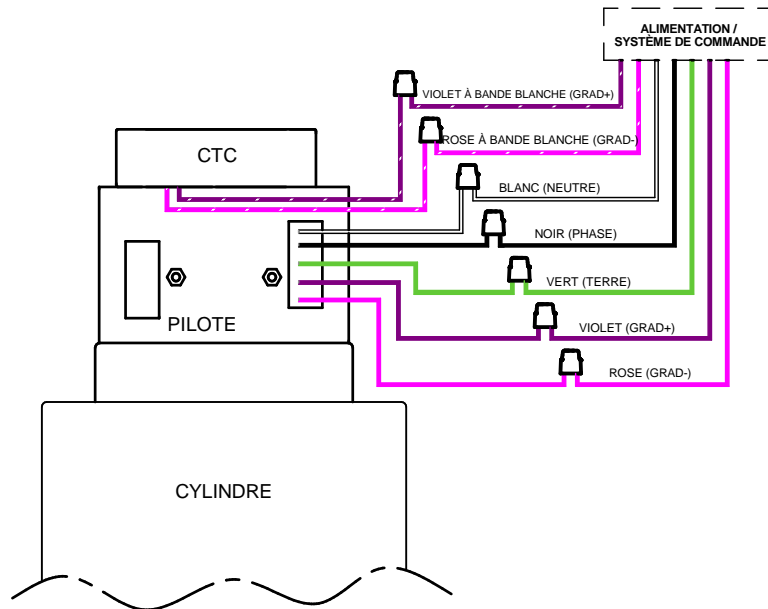 ALIMENTATION /
SYSTÈME DE COMMANDE
VIOLET À BANDE BLANCHE (GRAD+)
ROSE À BANDE BLANCHE (GRAD-)
CTC
BLANC (NEUTRE)
NOIR (PHASE)
VERT (TERRE)
PILOTE
VIOLET (GRAD+)
ROSE (GRAD-)
CYLINDRE